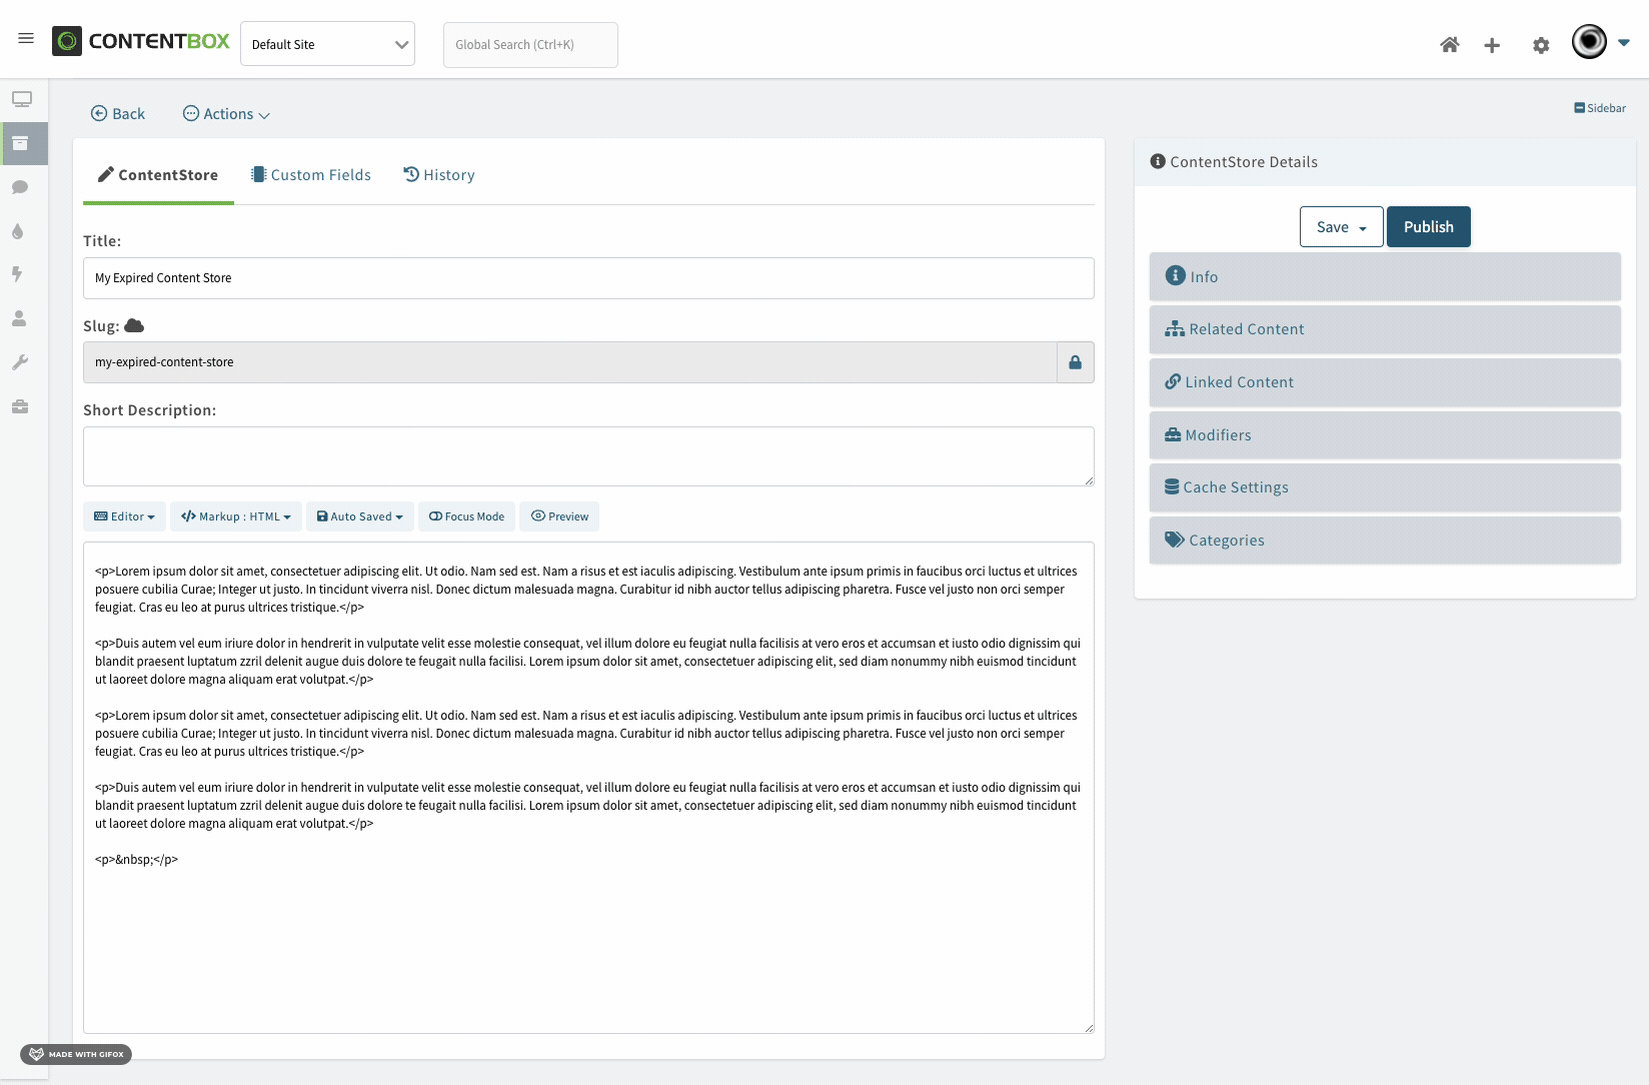 CONTENTBOX
Default Site
Global Search (Ctrl+K)
Back
Actions
Sidebar
ContentStore
Custom Fields
History
Title:
My Expired Content Store
Slug:
my-expired-content-store
Short Description:
Editor
Markup : HTML
Auto Saved
Focus Mode
Preview
<p>Lorem ipsum dolor sit amet, consectetuer adipiscing elit. Ut odio. Nam sed est. Nam a risus et est iaculis adipiscing. Vestibulum ante ipsum primis in faucibus orci luctus et ultrices
posuere cubilia Curae; Integer ut justo. In tincidunt viverra nisl. Donec dictum malesuada magna. Curabitur id nibh auctor tellus adipiscing pharetra. Fusce vel justo non orci semper
feugiat. Cras eu leo at purus ultrices tristique.</p>
<p>Duis autem vel eum iriure dolor in hendrerit in vulputate velit esse molestie consequat, vel illum dolore eu feugiat nulla facilisis at vero eros et accumsan et iusto odio dignissim qui
blandit praesent luptatum zzril delenit augue duis dolore te feugait nulla facilisi. Lorem ipsum dolor sit amet, consectetuer adipiscing elit, sed diam nonummy nibh euismod tincidunt
ut laoreet dolore magna aliquam erat volutpat.</p>
<p>Lorem ipsum dolor sit amet, consectetuer adipiscing elit. Ut odio. Nam sed est. Nam a risus et est iaculis adipiscing. Vestibulum ante ipsum primis in faucibus orci luctus et ultrices
posuere cubilia Curae; Integer ut justo. In tincidunt viverra nisl. Donec dictum malesuada magna. Curabitur id nibh auctor tellus adipiscing pharetra. Fusce vel justo non orci semper
feugiat. Cras eu leo at purus ultrices tristique.</p>
<p>Duis autem vel eum iriure dolor in hendrerit in vulputate velit esse molestie consequat, vel illum dolore eu feugiat nulla facilisis at vero eros et accumsan et iusto odio dignissim qui
blandit praesent luptatum zzril delenit augue duis dolore te feugait nulla facilisi. Lorem ipsum dolor sit amet, consectetuer adipiscing elit, sed diam nonummy nibh euismod tincidunt
ut laoreet dolore magna aliquam erat volutpat.</p>
<p>&nbsp;</p>
ContentStore Details
Save
Publish
Info
Related Content
Linked Content
Modifiers
Cache Settings
Categories
MADE WITH GIFOX